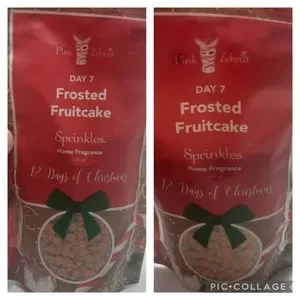 Pink Zebra
DAY 7
Frosted
Fruitcake
Sprinkles
Home Fragrance
12 Days of Christmas
Pink Zebra
DAY 7
Frosted
Fruitcake
Sprinkles
Home Fragrance
12 Days of Christmas
PIC•COLLAGE